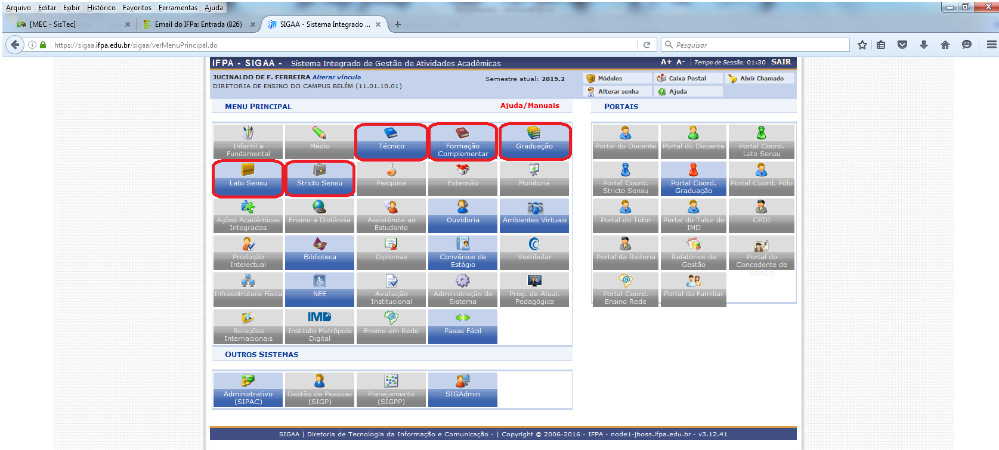 Arquivo Editar Exibir Histórico Favoritos Ferramentas Ajuda
[MEC - SisTec] Email do IFPa: Entrada (826) SIGAA - Sistema Integrado ...
https://sigaa.ifpa.edu.br/sigaa/verMenuPrincipal.do Pesquisar
IFPA - SIGAA - Sistema Integrado de Gestão de Atividades Acadêmicas A+ A- Tempo de Sessão: 01:30 SAIR
JUCINALDO DE F. FERREIRA Alterar vínculo Semestre atual: 2015.2 Módulos Caixa Postal Abrir Chamado
DIRETORIA DE ENSINO DO CAMPUS BELÉM (11.01.10.01) Alterar senha Ajuda
MENU PRINCIPAL Ajuda/Manuais PORTAIS
Infantil e Fundamental Médio Técnico Formação Complementar Graduação
Lato Sensu Stricto Sensu Pesquisa Extensão Monitoria
Ações Acadêmicas Integradas Ensino a Distância Assistência ao Estudante Ouvidoria Ambientes Virtuais
Produção Intelectual Biblioteca Diplomas Convênios de Estágio Vestibular
Infraestrutura Física NEE Avaliação Institucional Administração do Sistema Prog. de Atual. Pedagógica
Relações Internacionais IMD Instituto Metrópole Digital Ensino em Rede Passe Fácil
Portal do Docente Portal do Discente Portal Coord. Lato Sensu
Portal Coord. Stricto Sensu Portal Coord. Graduação Portal Coord. Pólo
Portal do Tutor Portal do Tutor do IMD CPDI
Portal da Reitoria Relatórios de Gestão Portal do Concedente de Estágio
Portal Coord. Ensino Rede Portal do Familiar
OUTROS SISTEMAS
Administrativo (SIPAC) Gestão de Pessoas (SIGP) Planejamento (SIGPP) SIGAdmin
SIGAA | Diretoria de Tecnologia da Informação e Comunicação - | Copyright © 2006-2016 - IFPA - node1-jboss.ifpa.edu.br - v3.12.41